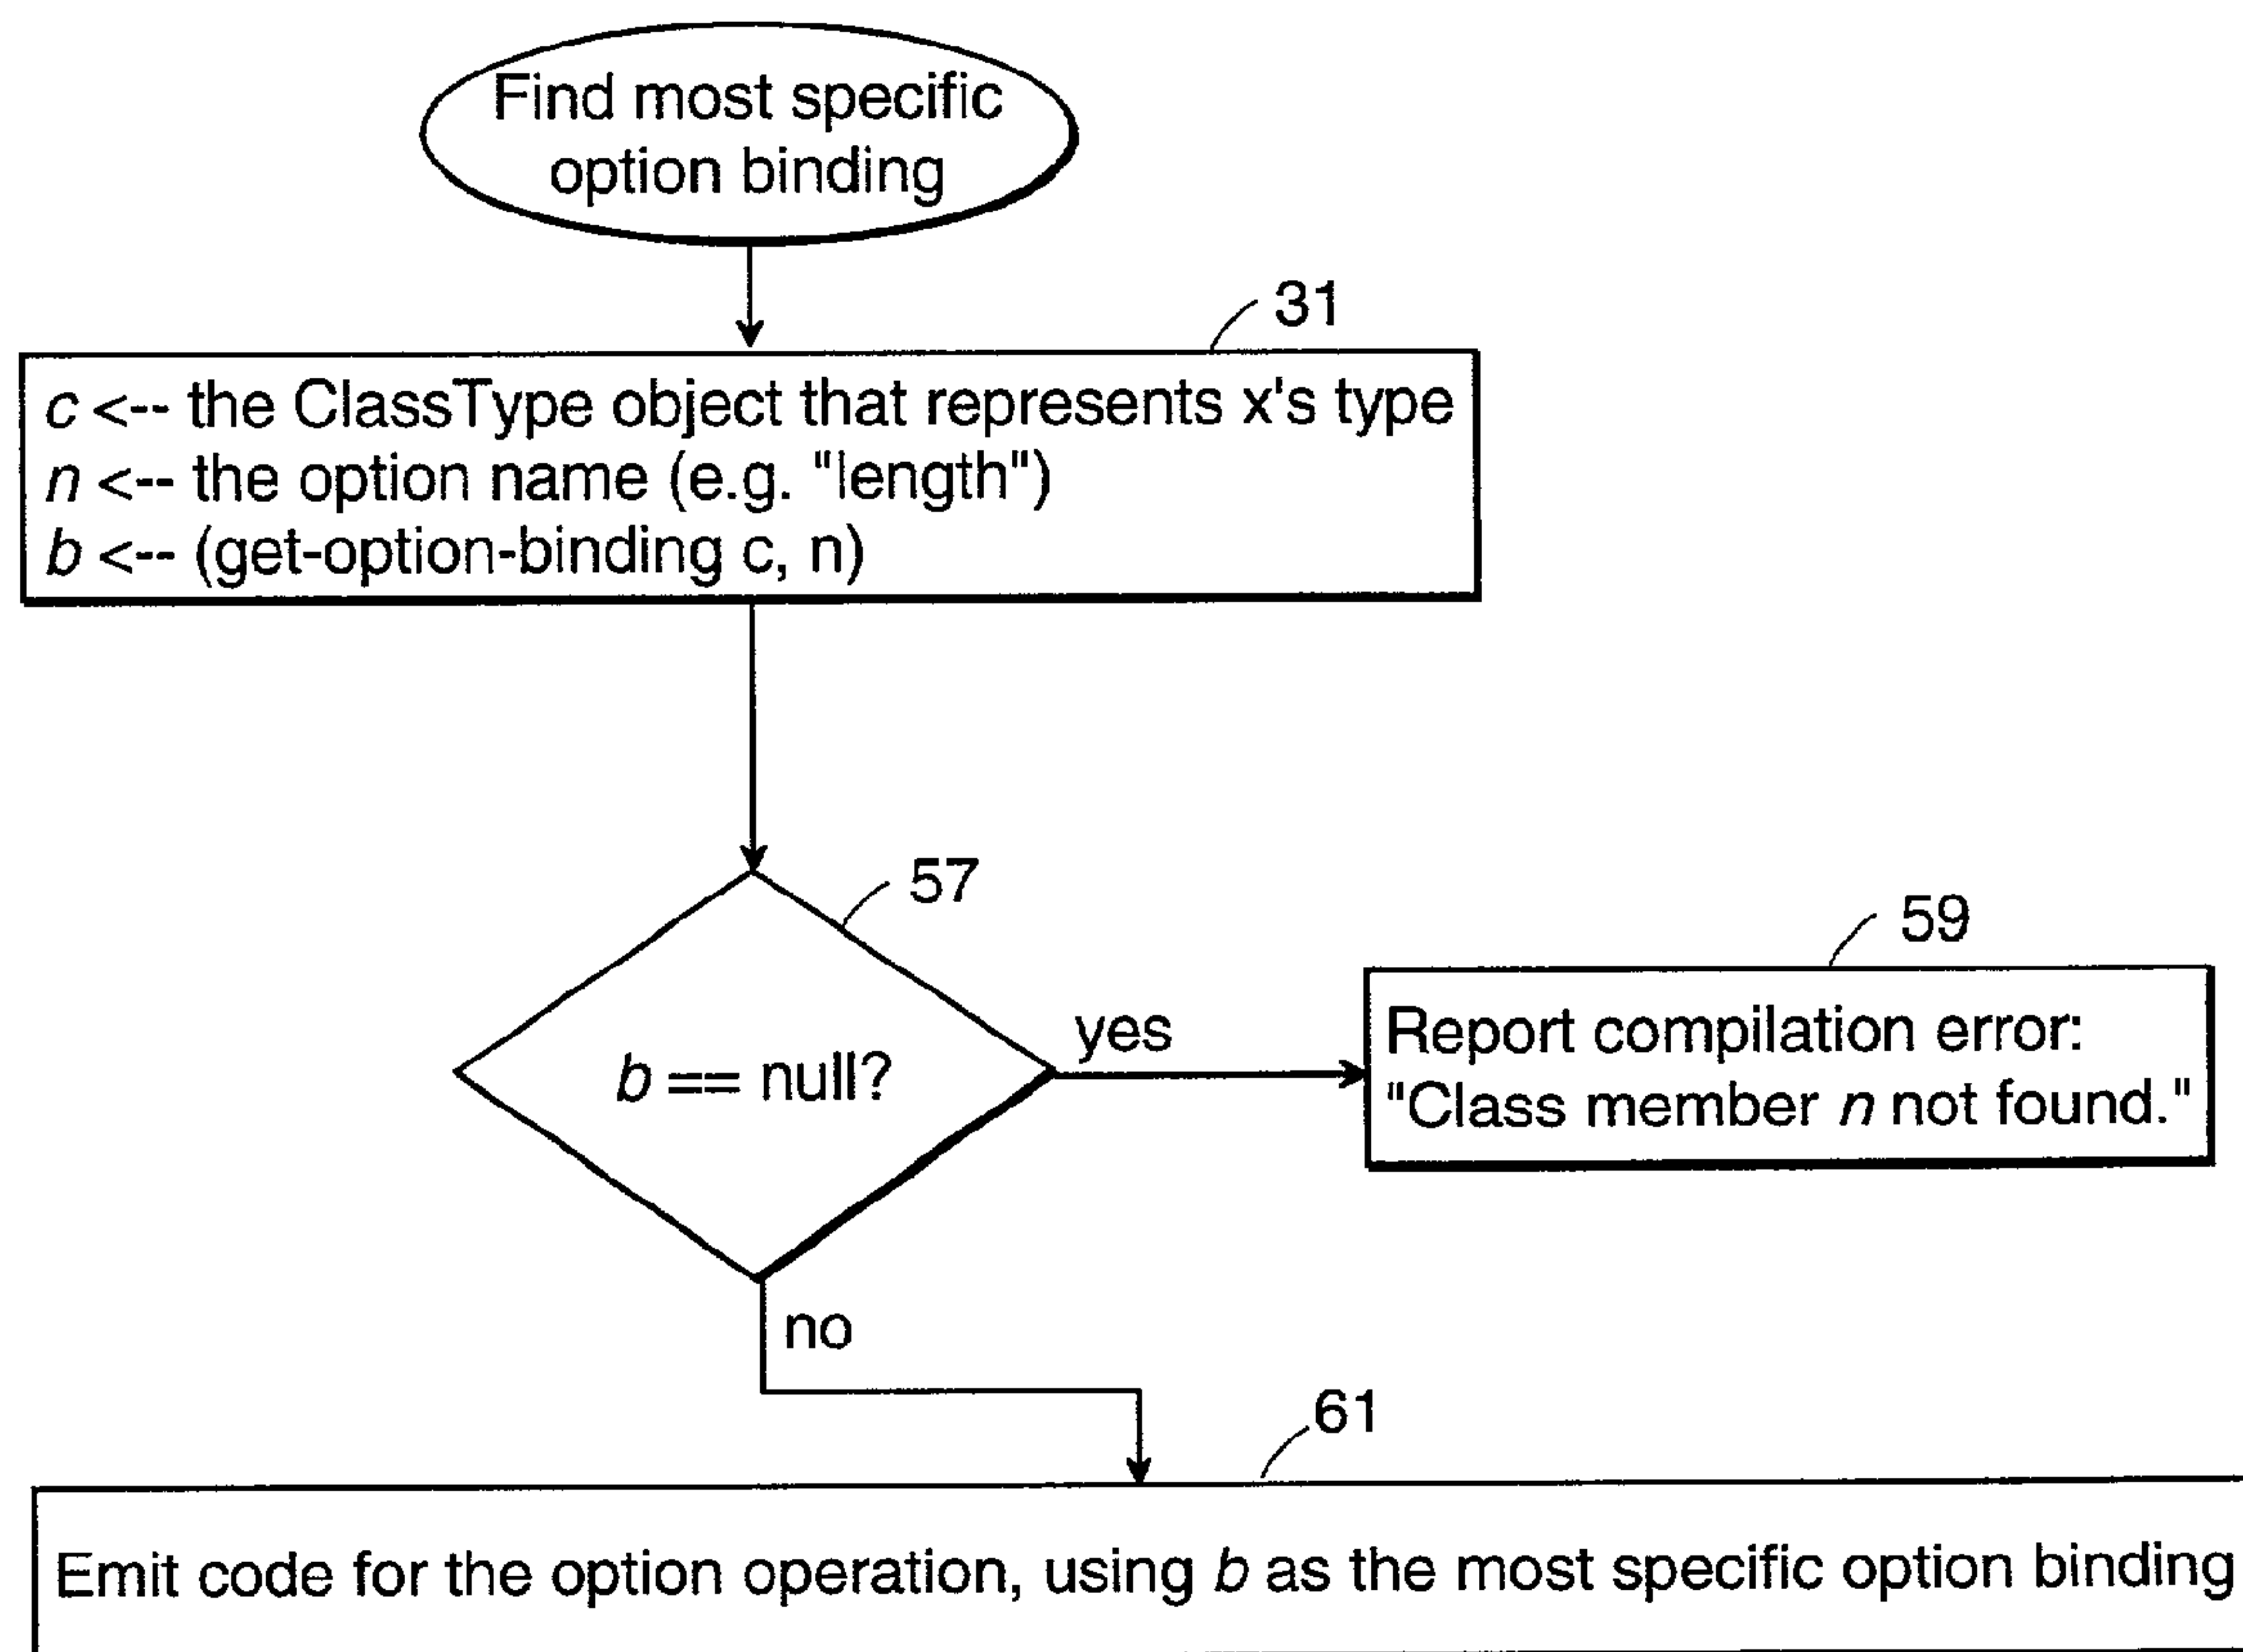 Find most specific
option binding
31
c <-- the ClassType object that represents x's type
n <-- the option name (e.g. "length")
b <-- (get-option-binding c, n)
57
59
yes
Report compilation error:
"Class member n not found."
b == null?
no
61
Emit code for the option operation, using b as the most specific option binding